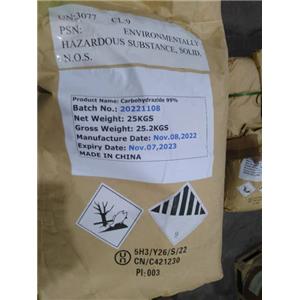 UN:3077 CL:9
PSN: ENVIRONMENTALLY
HAZARDOUS SUBSTANCE, SOLID,
N.O.S.
Product Name: Carbohydrazide 99%
Batch No.: 20221108
Net Weight: 25KGS
Gross Weight: 25.2KGS
Manufacture Date: Nov.08,2022
Expiry Date: Nov.07,2023
MADE IN CHINA
9
un
5H3/Y26/S/22
CN/C421230
PI:003